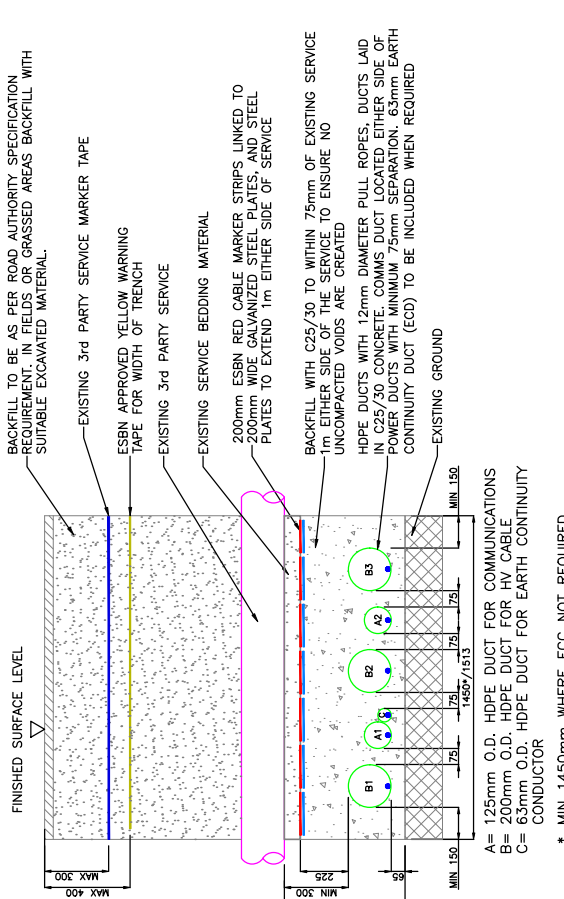 FINISHED SURFACE LEVEL
BACKFILL TO BE AS PER ROAD AUTHORITY SPECIFICATION
REQUIREMENT. IN FIELDS OR GRASSED AREAS BACKFILL WITH
SUITABLE EXCAVATED MATERIAL.
EXISTING 3rd PARTY SERVICE MARKER TAPE
ESBN APPROVED YELLOW WARNING
TAPE FOR WIDTH OF TRENCH
EXISTING 3rd PARTY SERVICE
EXISTING SERVICE BEDDING MATERIAL
200mm ESBN RED CABLE MARKER STRIPS LINKED TO
200mm WIDE GALVANIZED STEEL PLATES, AND STEEL
PLATES TO EXTEND 1m EITHER SIDE OF SERVICE
BACKFILL WITH C25/30 TO WITHIN 75mm OF EXISTING SERVICE
1m EITHER SIDE OF THE SERVICE TO ENSURE NO
UNCOMPACTED VOIDS ARE CREATED
HDPE DUCTS WITH 12mm DIAMETER PULL ROPES, DUCTS LAID
IN C25/30 CONCRETE. COMMS DUCT LOCATED EITHER SIDE OF
POWER DUCTS WITH MINIMUM 75mm SEPARATION. 63mm EARTH
CONTINUITY DUCT (ECD) TO BE INCLUDED WHEN REQUIRED
EXISTING GROUND
MAX 300
MAX 400
MIN 300
225
65
B1
A1
C
B2
A2
B3
MIN 150
75
75
75
75
MIN 150
1450*/1513
A= 125mm O.D. HDPE DUCT FOR COMMUNICATIONS
B= 200mm O.D. HDPE DUCT FOR HV CABLE
C= 63mm O.D. HDPE DUCT FOR EARTH CONTINUITY
CONDUCTOR
* MIN 1450mm WHERE ECC NOT REQUIRED